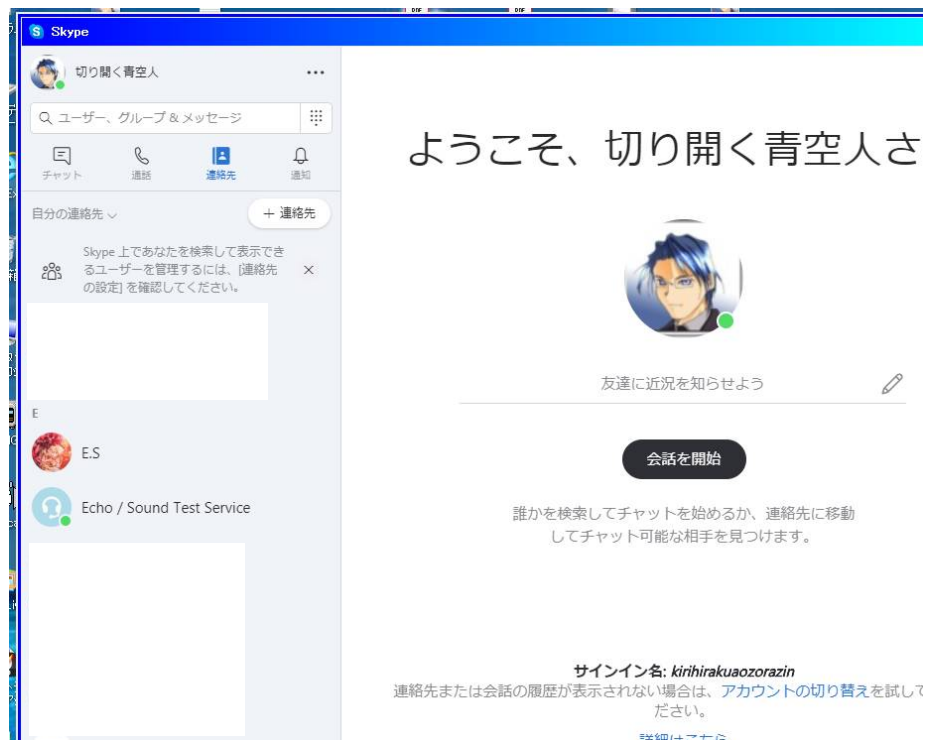 Skype
切り開く青空人
ユーザー、グループ & メッセージ
チャット
通話
連絡先
通知
自分の連絡先
+ 連絡先
Skype 上であなたを検索して表示でき
るユーザーを管理するには、[連絡先
の設定] を確認してください。
E
E.S
Echo / Sound Test Service
ようこそ、切り開く青空人さ
友達に近況を知らせよう
会話を開始
誰かを検索してチャットを始めるか、連絡先に移動
してチャット可能な相手を見つけます。
サインイン名: kirihirakuaozorazin
連絡先または会話の履歴が表示されない場合は、アカウントの切り替えを試して
ださい。
詳細はこちら